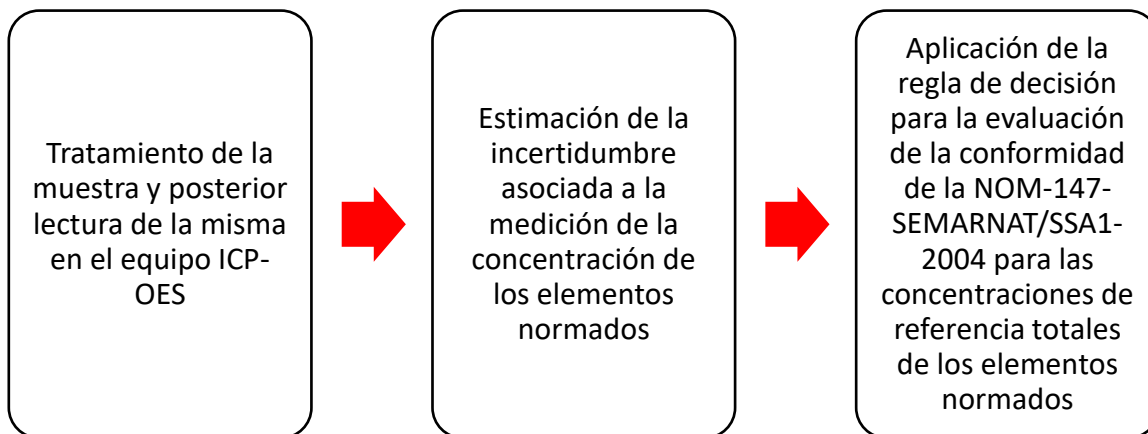 Tratamiento de la
muestra y posterior
lectura de la misma
en el equipo ICP-
OES
Estimación de la
incertidumbre
asociada a la
medición de la
concentración de
los elementos
normados
Aplicación de la
regla de decisión
para la evaluación
de la conformidad
de la NOM-147-
SEMARNAT/SSA1-
2004 para las
concentraciones de
referencia totales
de los elementos
normados